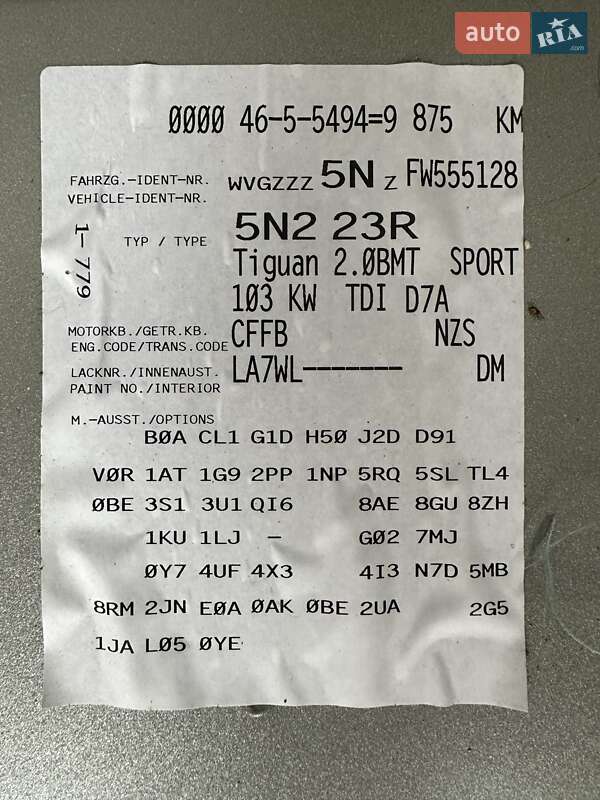 auto RIA .com
0000 46-5-5494=9 875 KM
FAHRZG.-IDENT-NR.
VEHICLE-IDENT-NR.
WVGZZZ 5N Z FW555128
1- 779
TYP / TYPE
5N2 23R
Tiguan 2.0BMT SPORT
103 KW TDI D7A
MOTORKB./GETR.KB.
ENG.CODE/TRANS.CODE
CFFB NZS
LACKNR./INNENAUST.
PAINT NO./INTERIOR
LA7WL------- DM
M.-AUSST./OPTIONS
B0A CL1 G1D H50 J2D D91
V0R 1AT 1G9 2PP 1NP 5RQ 5SL TL4
0BE 3S1 3U1 QI6 8AE 8GU 8ZH
1KU 1LJ - G02 7MJ
0Y7 4UF 4X3 4I3 N7D 5MB
8RM 2JN E0A 0AK 0BE 2UA 2G5
1JA L05 0YE